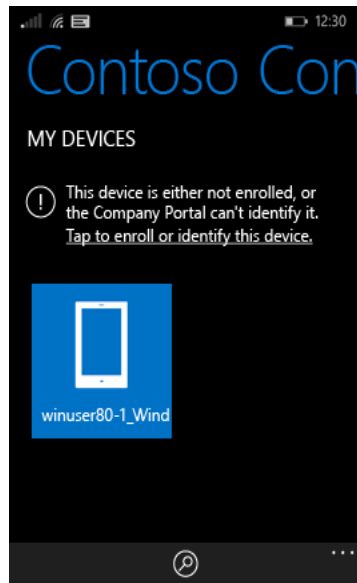 12:30
Contoso Con
MY DEVICES
This device is either not enrolled, or
the Company Portal can't identify it.
Tap to enroll or identify this device.
winuser80-1_Wind